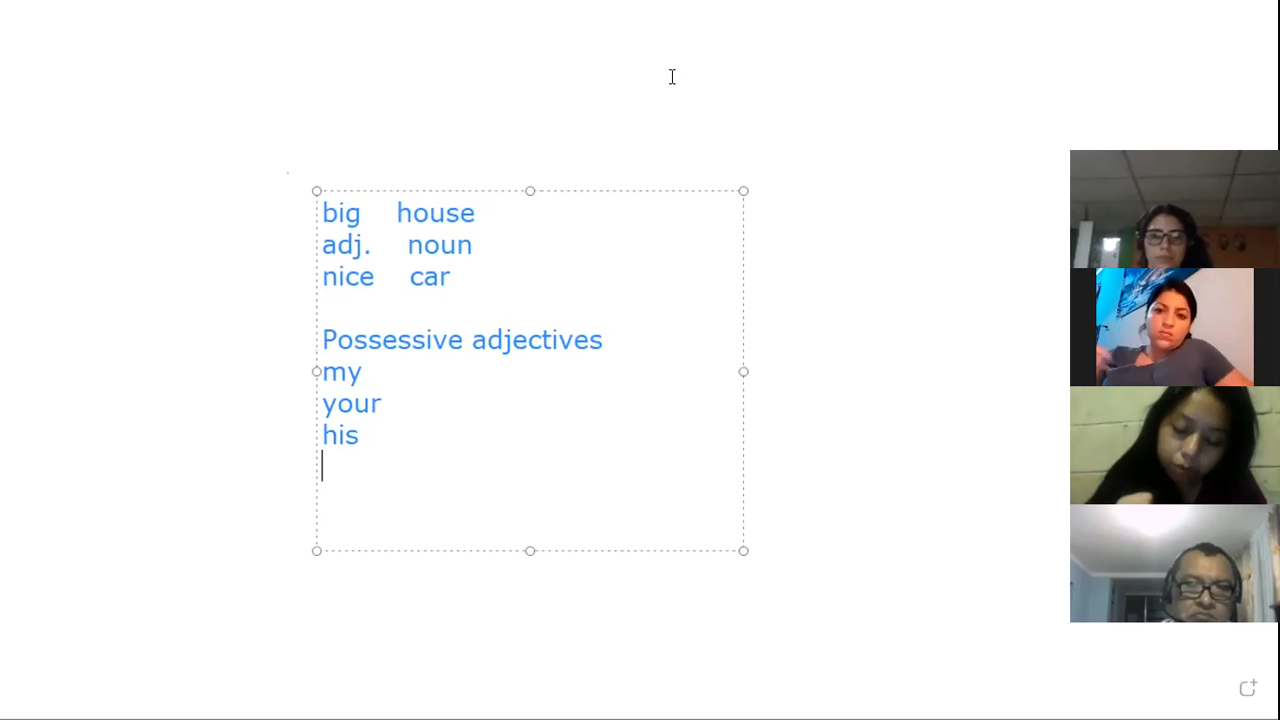 big house
adj. noun
nice car
Possessive adjectives
my
your
his